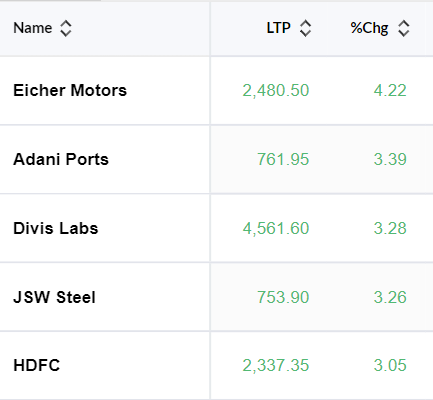 Name LTP %Chg
Eicher Motors 2,480.50 4.22
Adani Ports 761.95 3.39
Divis Labs 4,561.60 3.28
JSW Steel 753.90 3.26
HDFC 2,337.35 3.05